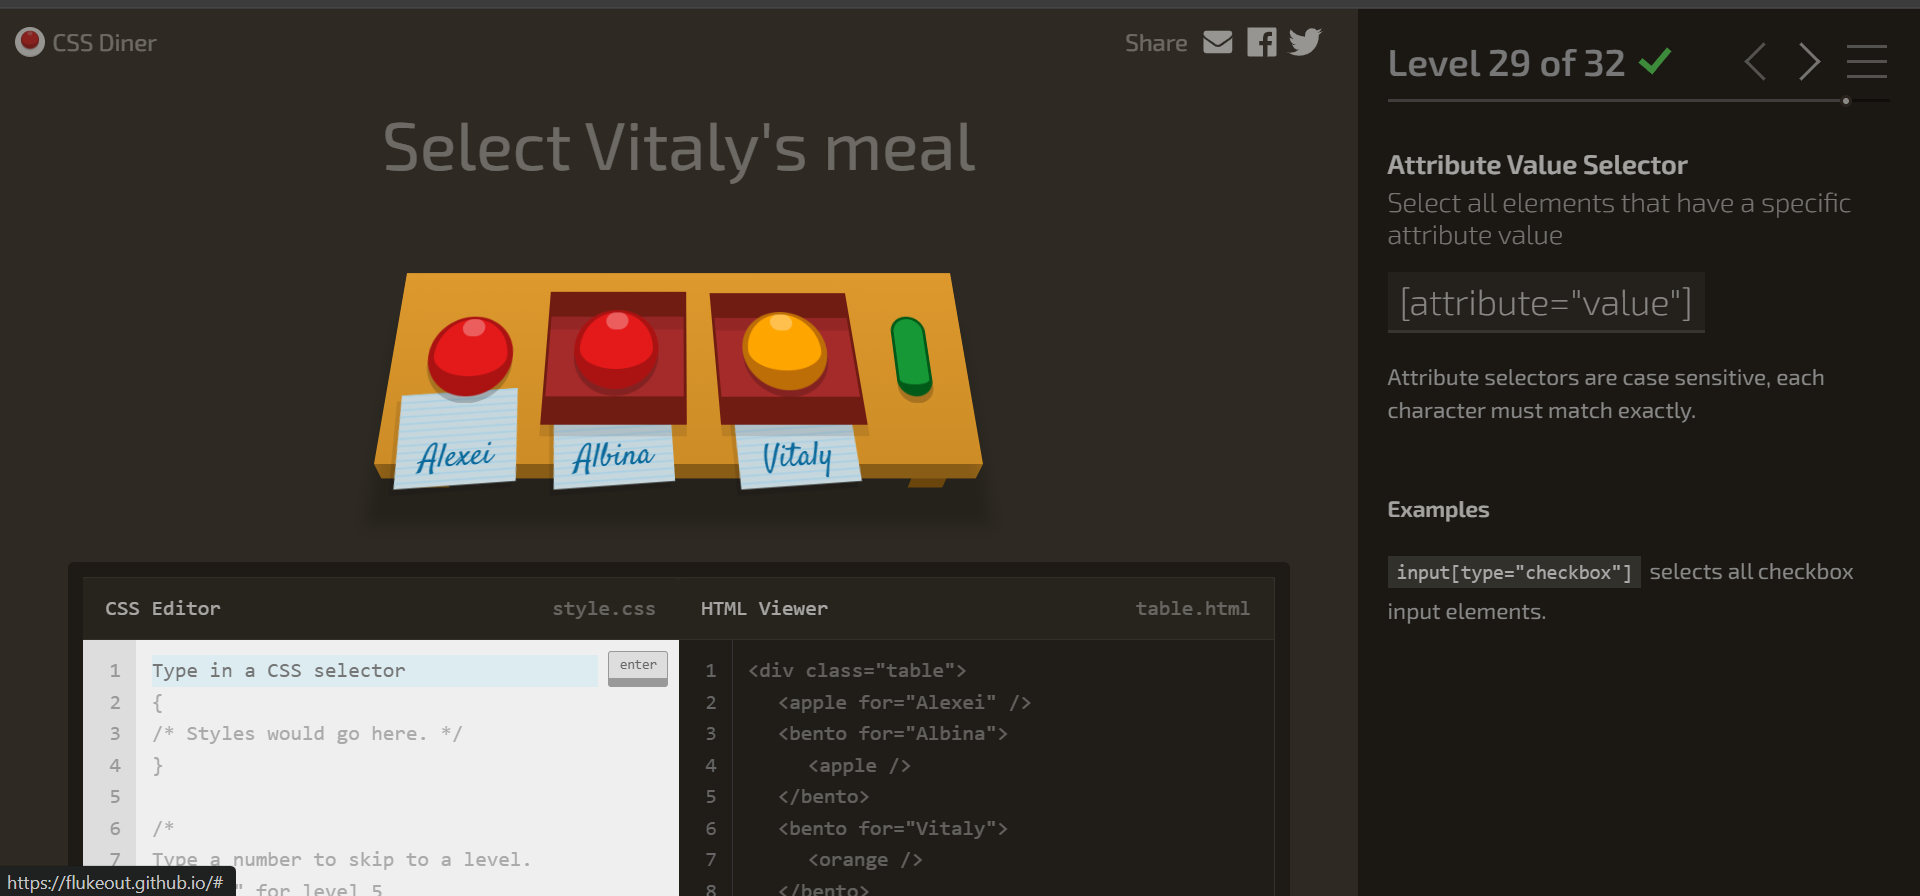 CSS Diner
Share
Select Vitaly's meal
Alexei
Albina
Vitaly
CSS Editor
style.css
1 Type in a CSS selector
enter
2 {
3 /* Styles would go here. */
4 }
5
6 /*
7 Type a number to skip to a level.
" for level 5
HTML Viewer
table.html
1 <div class="table">
2 <apple for="Alexei" />
3 <bento for="Albina">
4 <apple />
5 </bento>
6 <bento for="Vitaly">
7 <orange />
8 </bento>
https://flukeout.github.io/#
Level 29 of 32
Attribute Value Selector
Select all elements that have a specific
attribute value
[attribute="value"]
Attribute selectors are case sensitive, each
character must match exactly.
Examples
input[type="checkbox"] selects all checkbox
input elements.